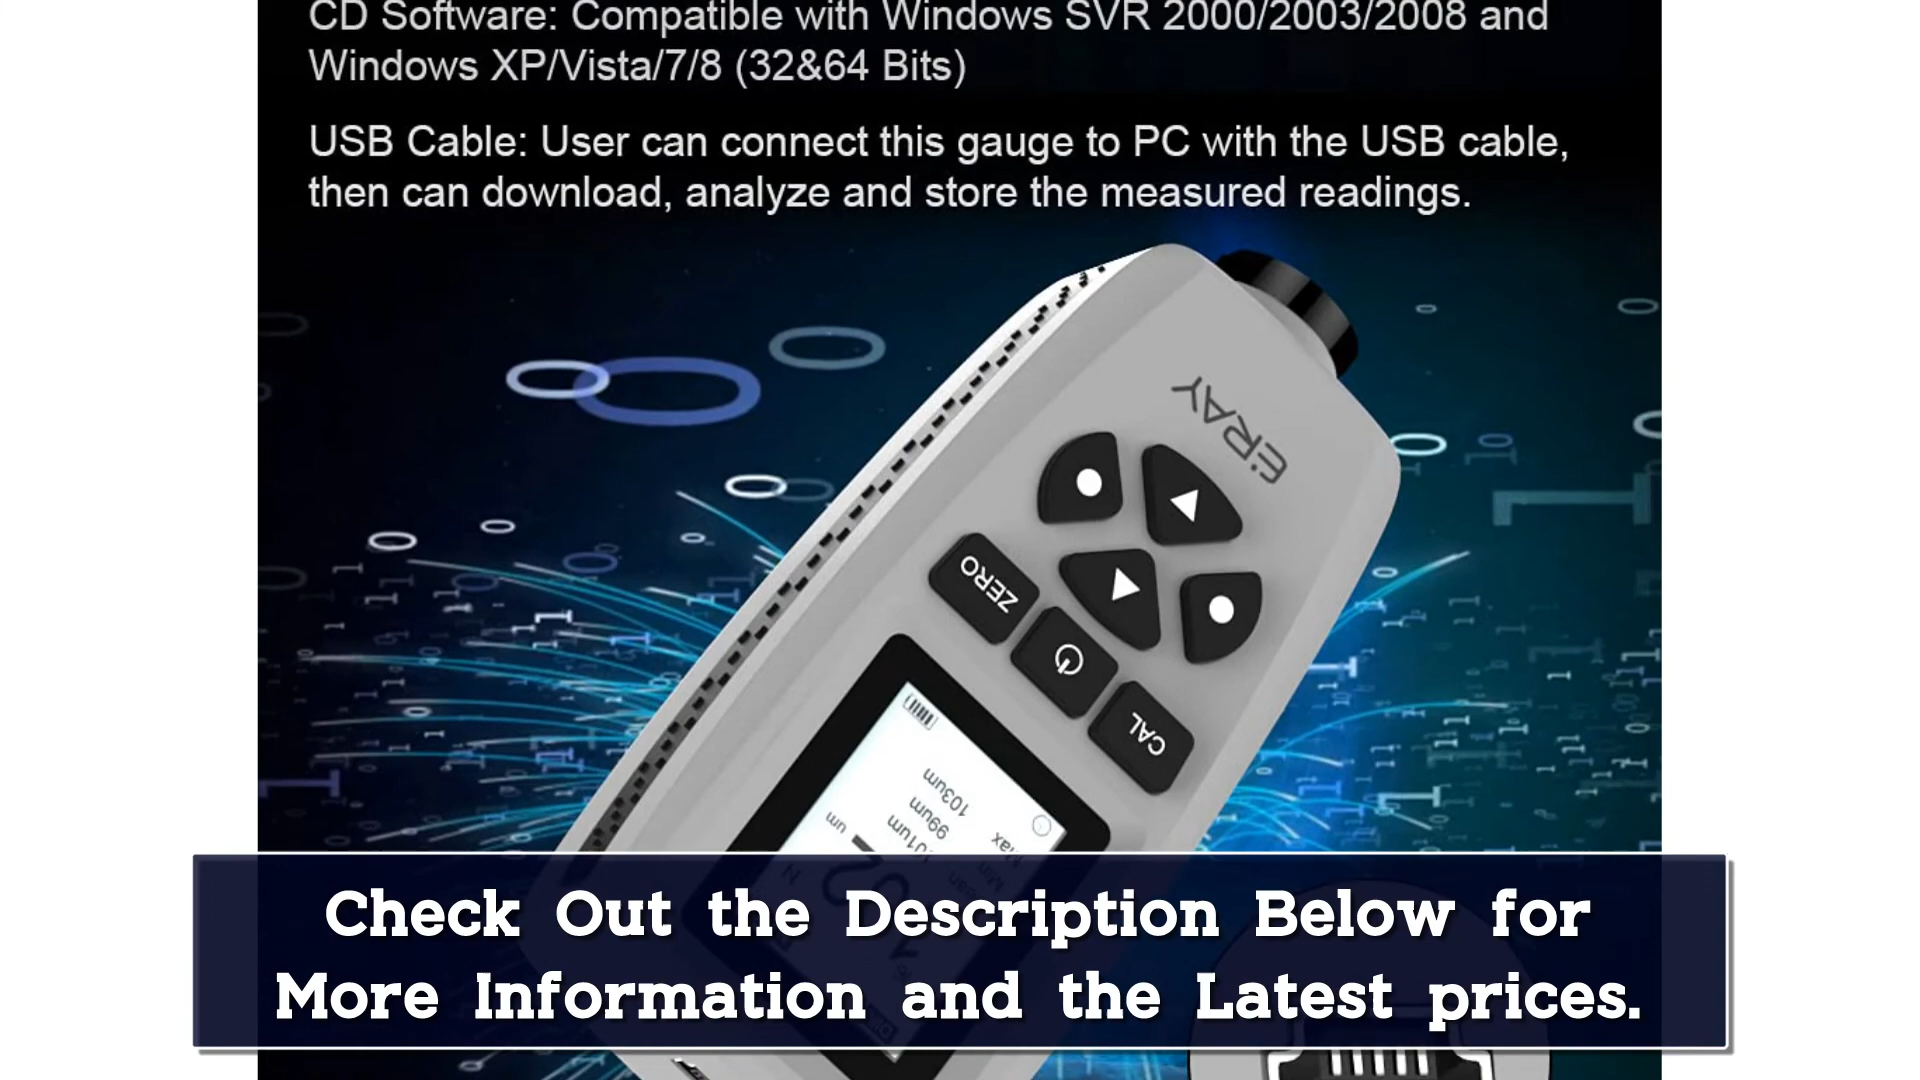 CD Software: Compatible with Windows SVR 2000/2003/2008 and
Windows XP/Vista/7/8 (32&64 Bits)
USB Cable: User can connect this gauge to PC with the USB cable,
then can download, analyze and store the measured readings.
ERAY
ZERO
CAL
103um
99um
um
Max
N
Check Out the Description Below for
More Information and the Latest prices.